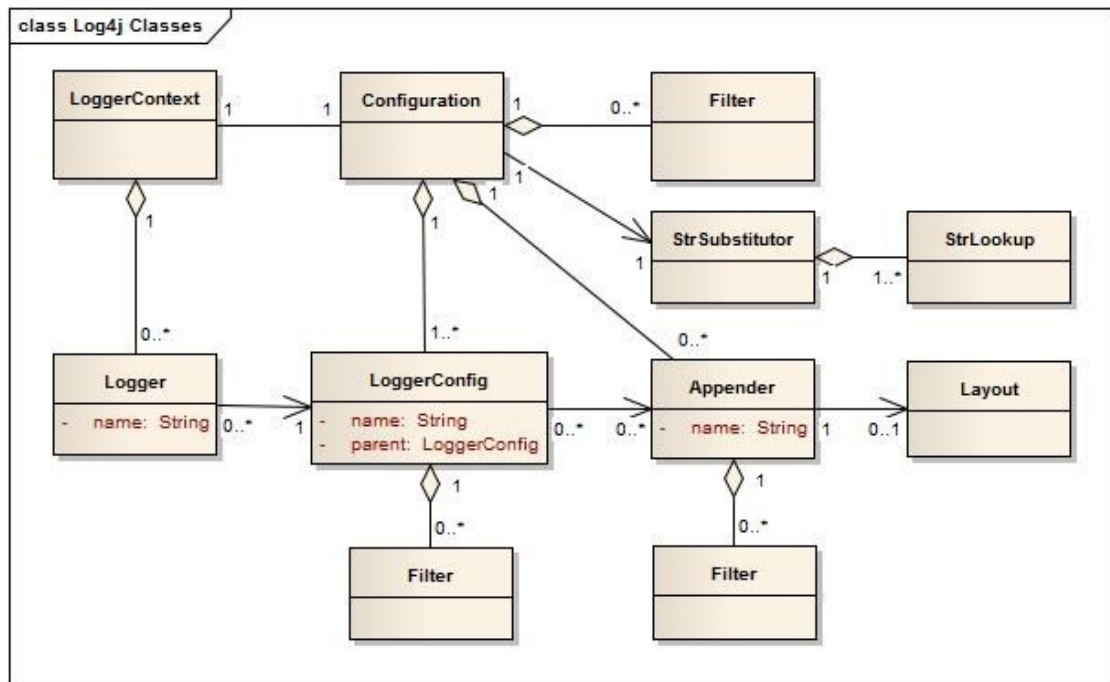 class Log4j Classes
LoggerContext
1
1
Configuration
1
0..*
Filter
1
1
1
1
1
StrSubstitutor
1
1..*
StrLookup
0..*
1..*
0..*
Logger
- name: String
0..*
1
LoggerConfig
- name: String
- parent: LoggerConfig
0..*
0..*
Appender
- name: String
1
0..1
Layout
1
0..*
Filter
1
0..*
Filter